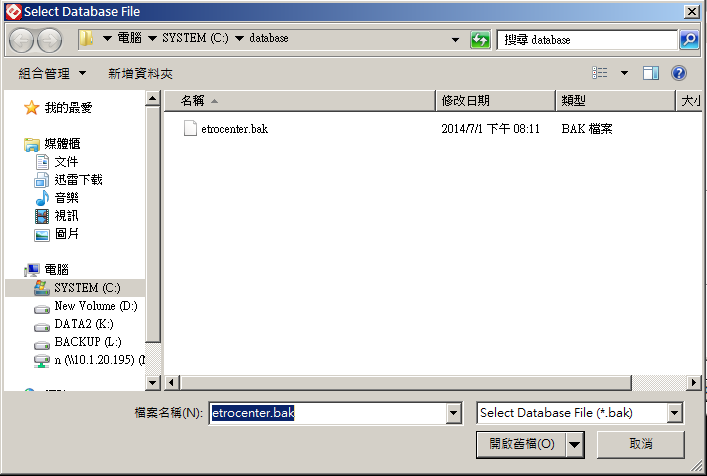 Select Database File
電腦 SYSTEM (C:) database
搜尋 database
組合管理 新增資料夾
我的最愛
媒體櫃
文件
迅雷下載
音樂
視訊
圖片
電腦
SYSTEM (C:)
New Volume (D:)
DATA2 (K:)
BACKUP (L:)
n (\\10.1.20.195) (N
名稱 修改日期 類型 大小
etrocenter.bak 2014/7/1 下午 08:11 BAK 檔案
檔案名稱(N): etrocenter.bak Select Database File (*.bak)
開啟舊檔(O) 取消